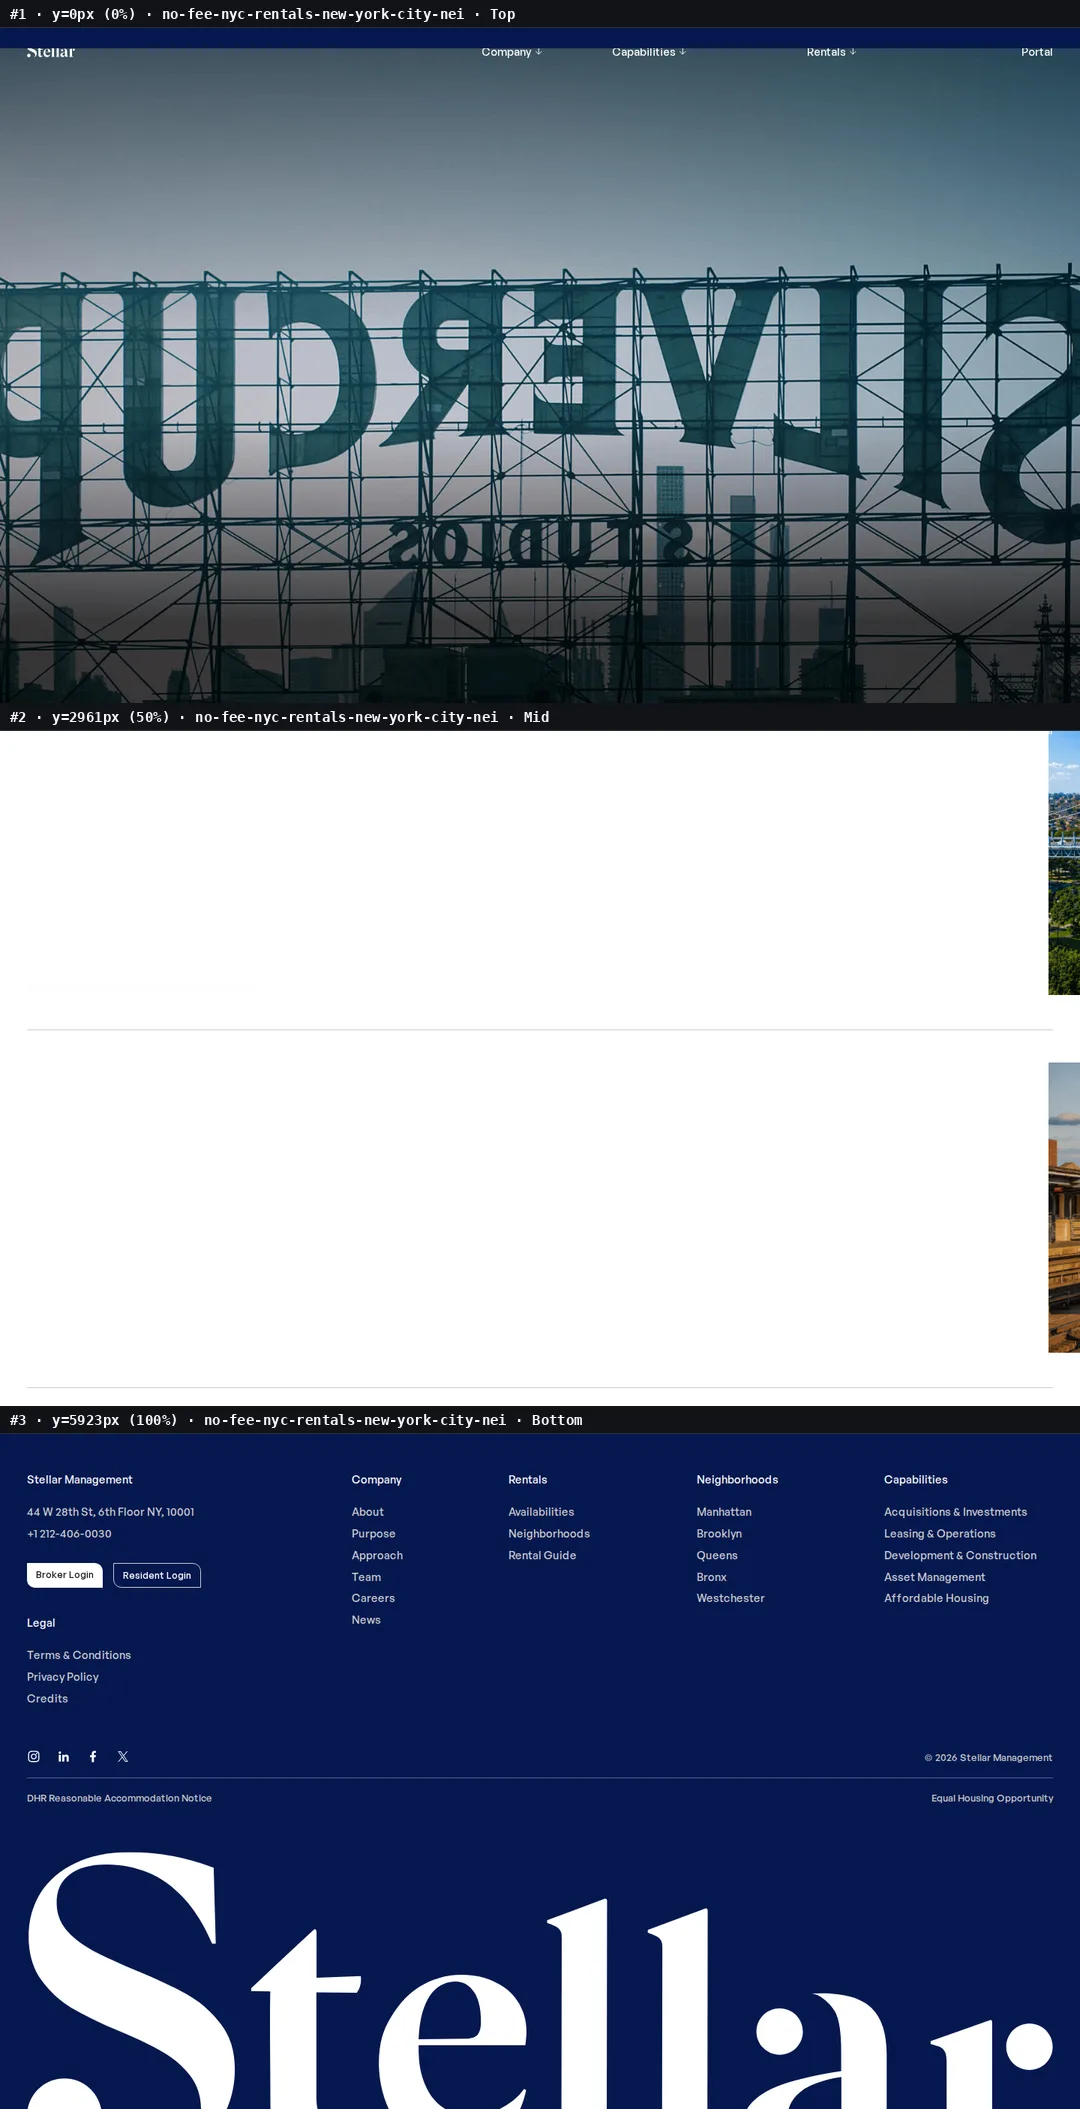 #1 · y=0px (0%) · no-fee-nyc-rentals-new-york-city-nei · Top
Stellar
Company ↓
Capabilities ↓
Rentals ↓
Portal
SILVERCUP
STUDIOS
#2 · y=2961px (50%) · no-fee-nyc-rentals-new-york-city-nei · Mid
#3 · y=5923px (100%) · no-fee-nyc-rentals-new-york-city-nei · Bottom
Stellar Management
44 W 28th St, 6th Floor NY, 10001
+1 212-406-0030
Broker Login
Resident Login
Legal
Terms & Conditions
Privacy Policy
Credits
Company
About
Purpose
Approach
Team
Careers
News
Rentals
Availabilities
Neighborhoods
Rental Guide
Neighborhoods
Manhattan
Brooklyn
Queens
Bronx
Westchester
Capabilities
Acquisitions & Investments
Leasing & Operations
Development & Construction
Asset Management
Affordable Housing
© 2026 Stellar Management
DHR Reasonable Accommodation Notice
Equal Housing Opportunity
Stellar